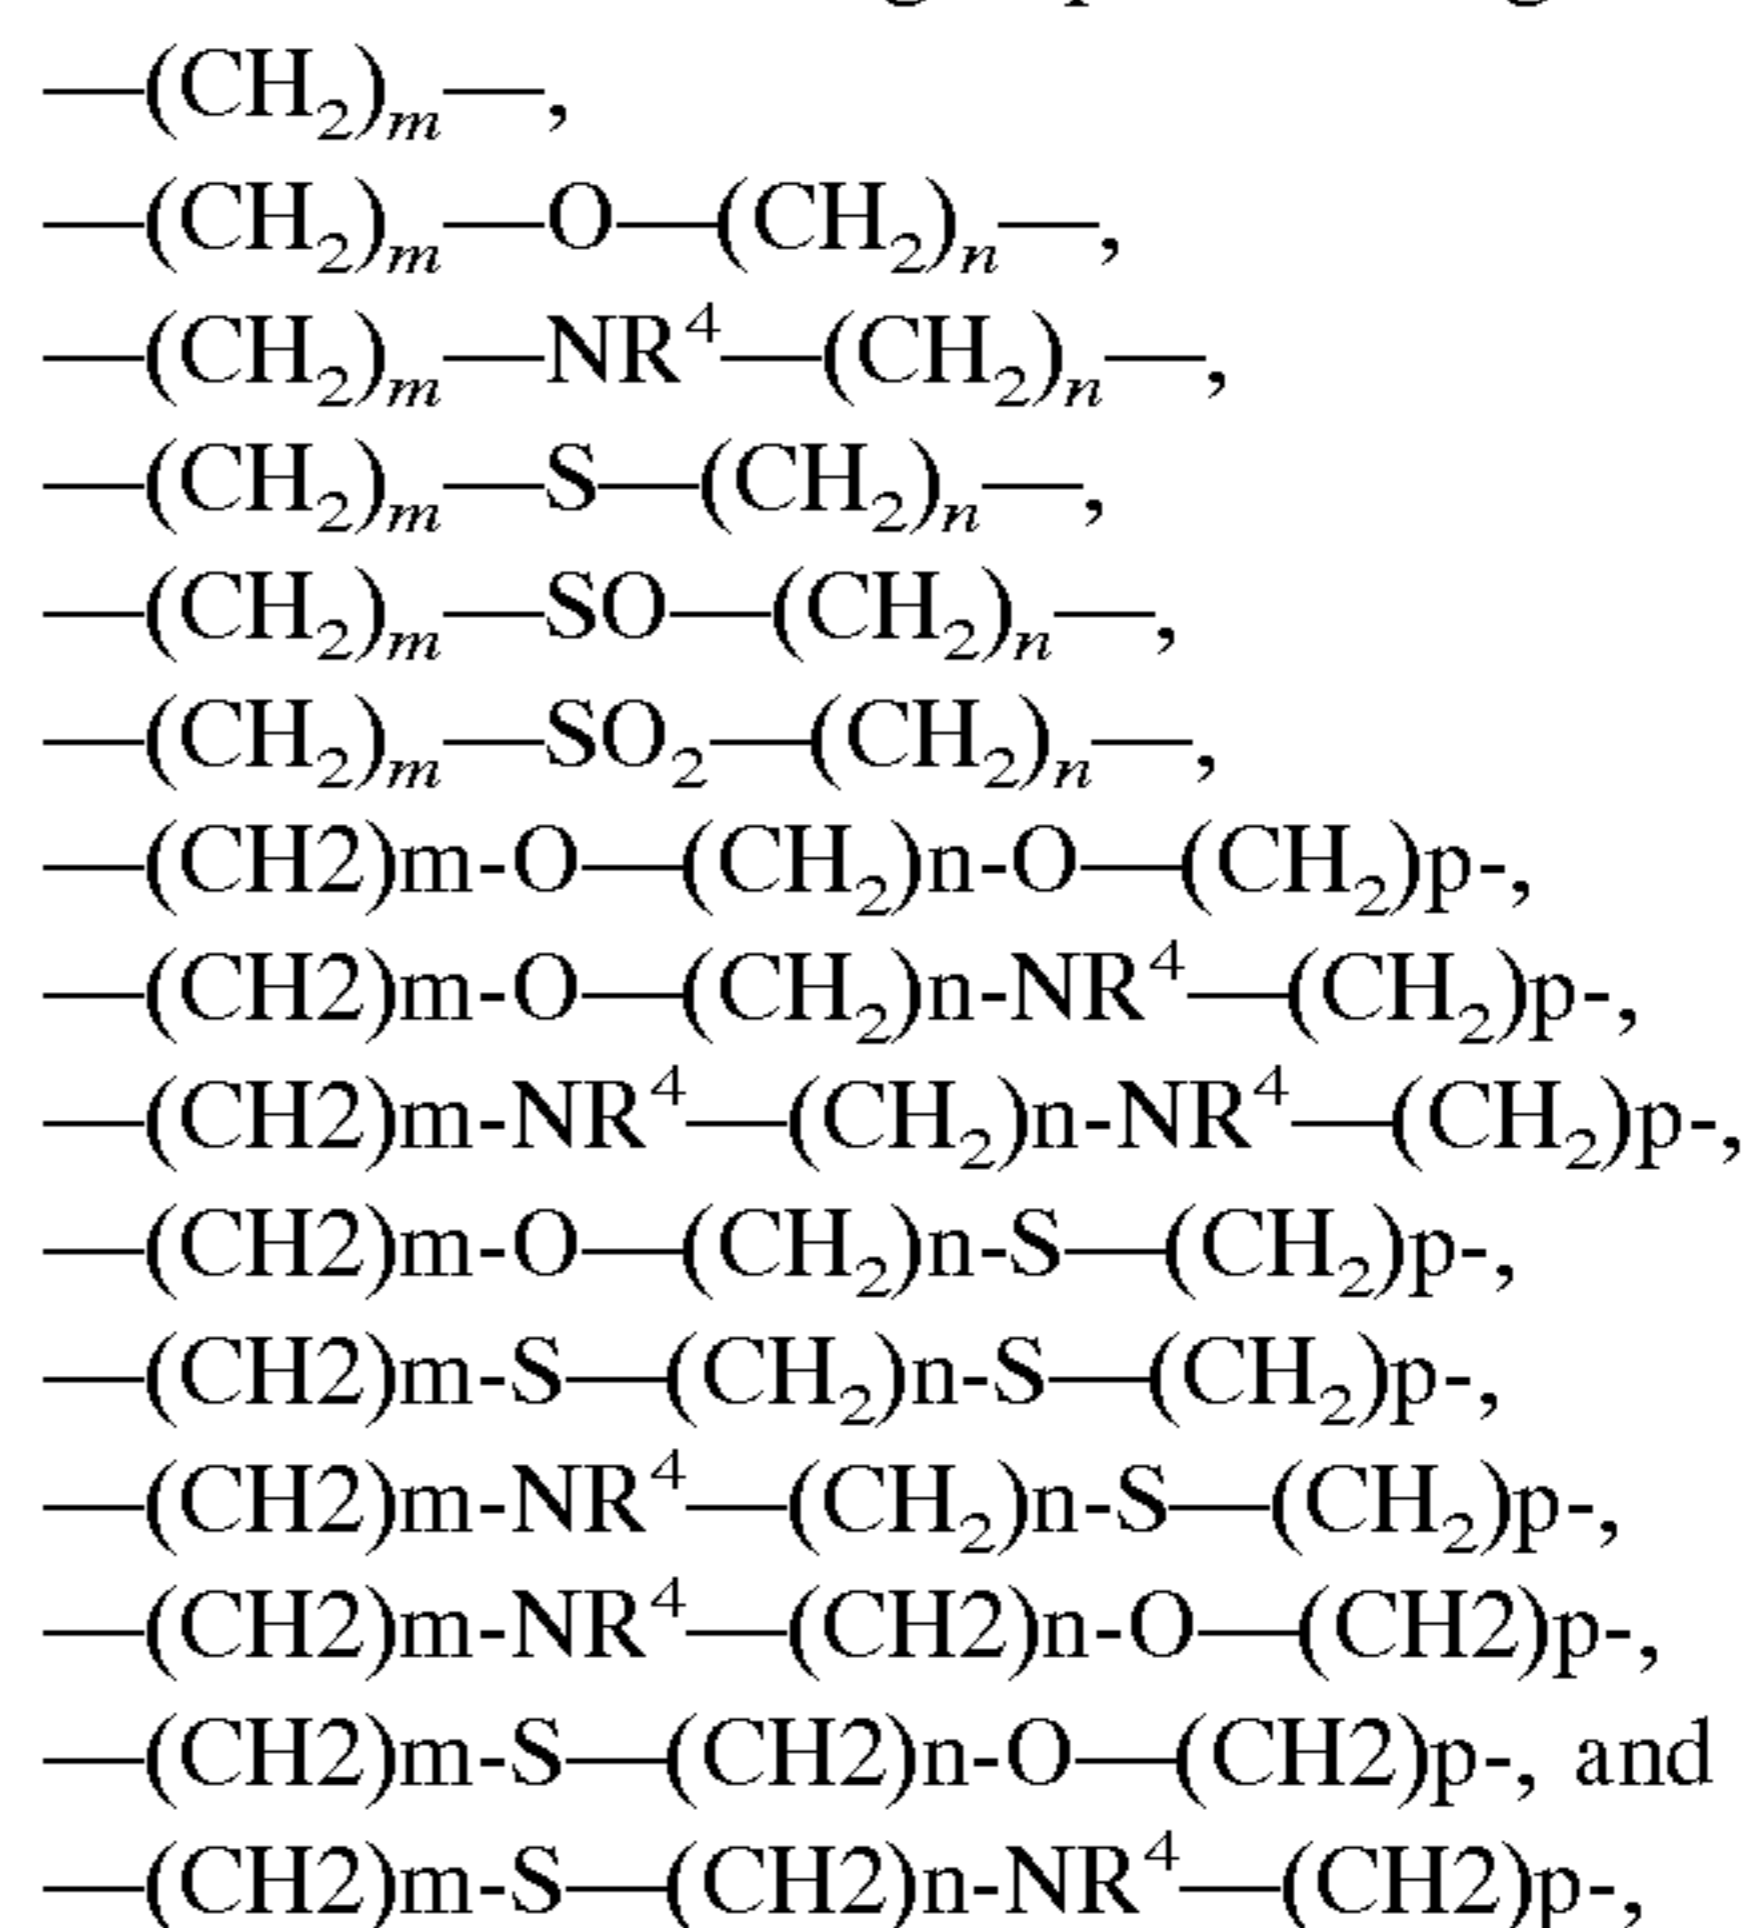 —(CH₂)ₘ—,
—(CH₂)ₘ—O—(CH₂)ₙ—,
—(CH₂)ₘ—NR⁴—(CH₂)ₙ—,
—(CH₂)ₘ—S—(CH₂)ₙ—,
—(CH₂)ₘ—SO—(CH₂)ₙ—,
—(CH₂)ₘ—SO₂—(CH₂)ₙ—,
—(CH2)m-O—(CH₂)n-O—(CH₂)p-,
—(CH2)m-O—(CH₂)n-NR⁴—(CH₂)p-,
—(CH2)m-NR⁴—(CH₂)n-NR⁴—(CH₂)p-,
—(CH2)m-O—(CH₂)n-S—(CH₂)p-,
—(CH2)m-S—(CH₂)n-S—(CH₂)p-,
—(CH2)m-NR⁴—(CH₂)n-S—(CH₂)p-,
—(CH2)m-NR⁴—(CH2)n-O—(CH2)p-,
—(CH2)m-S—(CH2)n-O—(CH2)p-, and
—(CH2)m-S—(CH2)n-NR⁴—(CH2)p-,